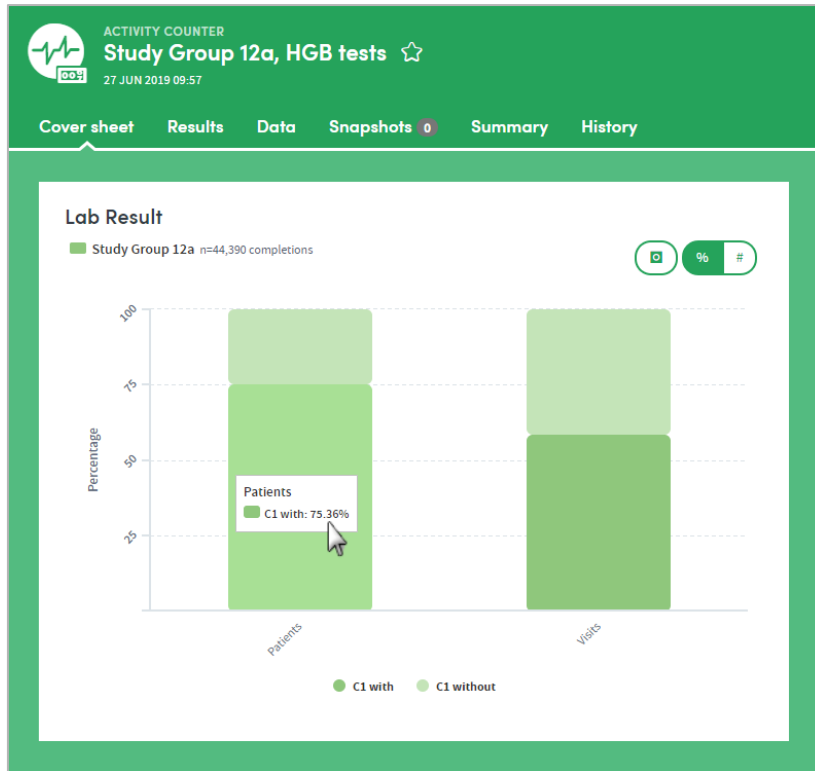 ACTIVITY COUNTER
Study Group 12a, HGB tests
27 JUN 2019 09:57
Cover sheet Results Data Snapshots 0 Summary History
Lab Result
Study Group 12a n=44,390 completions
% #
100
75
50
25
Percentage
Patients
C1 with: 75.36%
Patients
Visits
C1 with C1 without